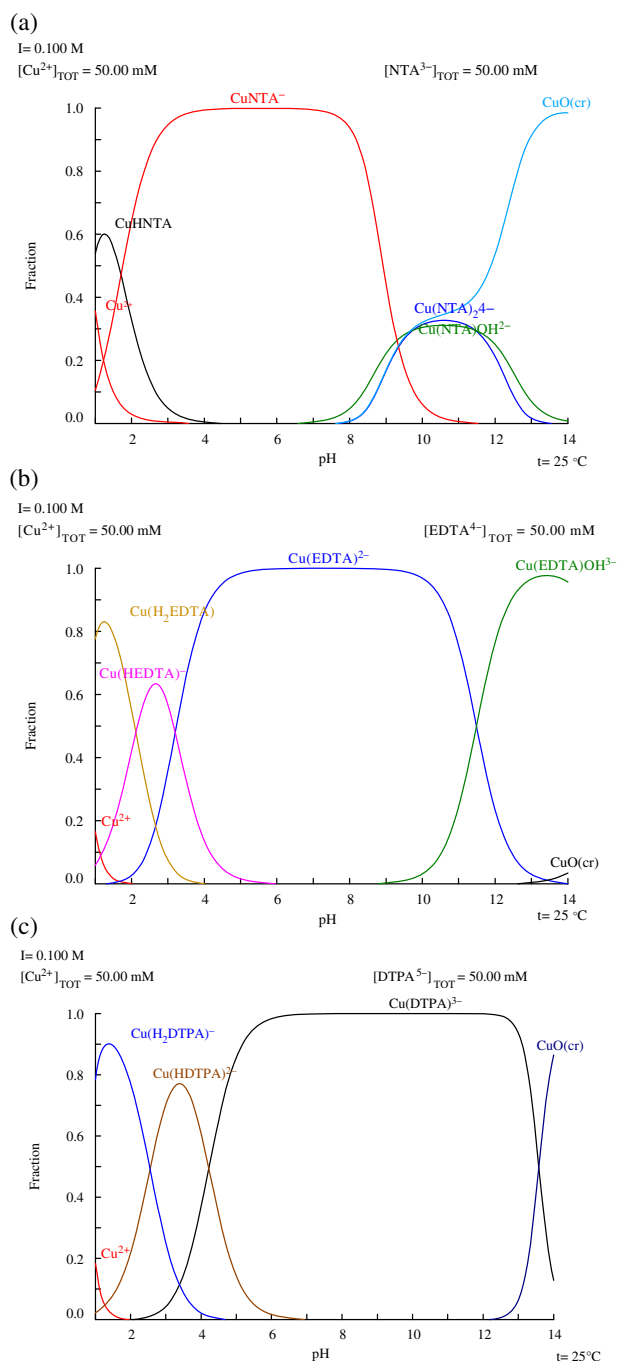 (a)
I= 0.100 M
[Cu²⁺]TOT = 50.00 mM [NTA³⁻]TOT = 50.00 mM
CuNTA⁻
CuO(cr)
1.0
0.8
CuHNTA
0.6
Fraction
0.4
Cu²⁺
Cu(NTA)₂4−
Cu(NTA)OH²⁻
0.2
0.0
2 4 6 8 10 12 14
pH
t= 25 °C
(b)
I= 0.100 M
[Cu²⁺]TOT = 50.00 mM [EDTA⁴⁻]TOT = 50.00 mM
Cu(EDTA)²⁻
Cu(EDTA)OH³⁻
1.0
Cu(H₂EDTA)
0.8
Cu(HEDTA)⁻
0.6
Fraction
0.4
0.2
Cu²⁺
CuO(cr)
0.0
2 4 6 8 10 12 14
pH
t= 25 °C
(c)
I= 0.100 M
[Cu²⁺]TOT = 50.00 mM [DTPA⁵⁻]TOT = 50.00 mM
Cu(DTPA)³⁻
1.0
Cu(H₂DTPA)⁻
CuO(cr)
0.8
Cu(HDTPA)²⁻
0.6
Fraction
0.4
0.2
Cu²⁺
0.0
2 4 6 8 10 12 14
pH
t= 25°C